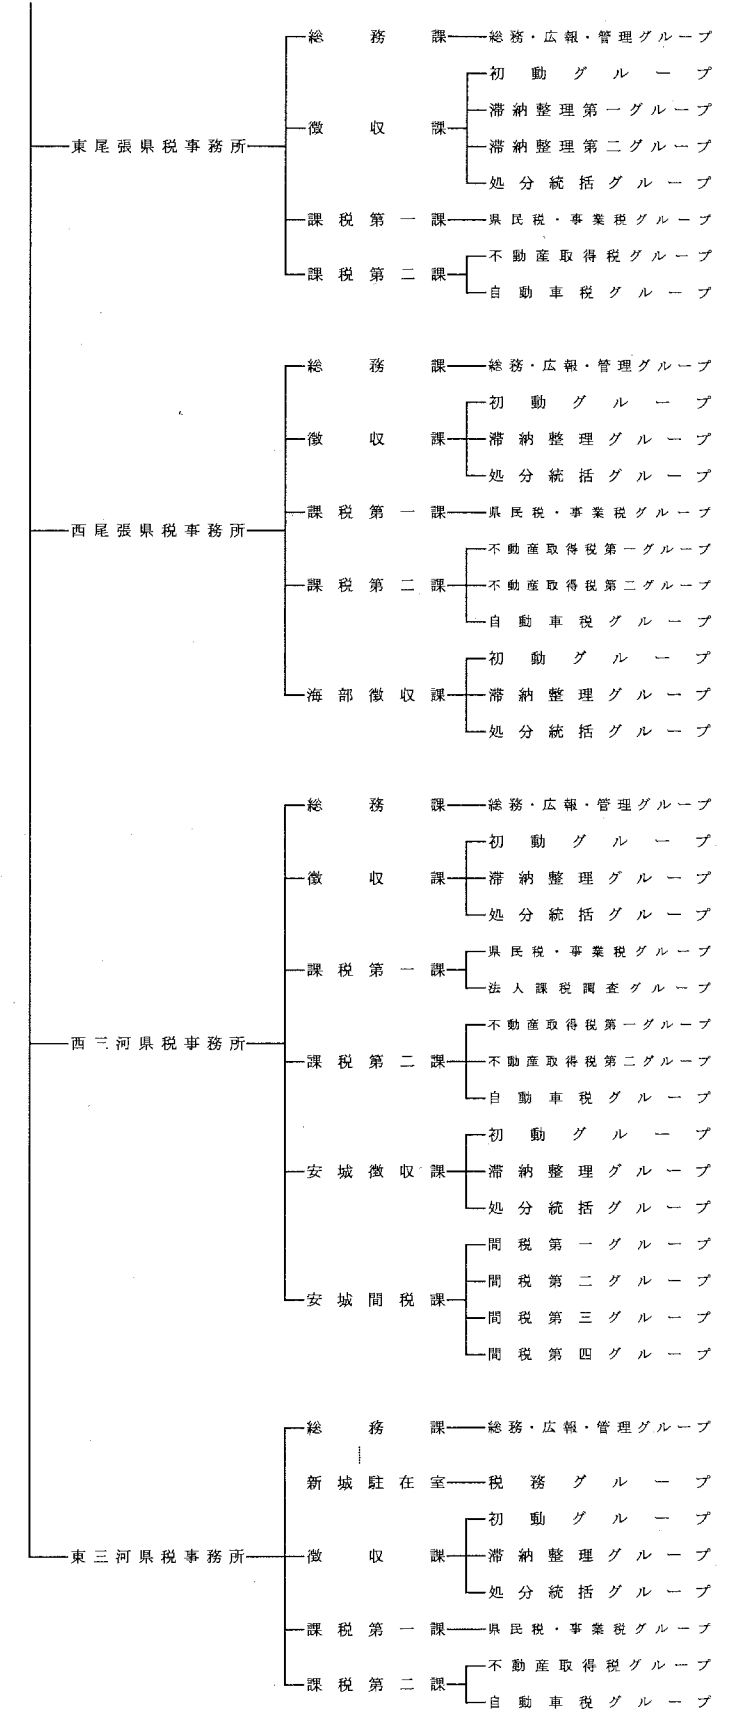 総務課 総務・広報・管理グループ
初動グループ
滞納整理第一グループ
徴収課
東尾張県税事務所 滞納整理第二グループ
処分統括グループ
課税第一課 県民税・事業税グループ
不動産取得税グループ
課税第二課
自動車税グループ
総務課 総務・広報・管理グループ
初動グループ
徴収課 滞納整理グループ
処分統括グループ
課税第一課 県民税・事業税グループ
西尾張県税事務所
不動産取得税第一グループ
課税第二課 不動産取得税第二グループ
自動車税グループ
初動グループ
海部徴収課 滞納整理グループ
処分統括グループ
総務課 総務・広報・管理グループ
初動グループ
徴収課 滞納整理グループ
処分統括グループ
県民税・事業税グループ
課税第一課
法人課税調査グループ
不動産取得税第一グループ
西三河県税事務所
課税第二課 不動産取得税第二グループ
自動車税グループ
初動グループ
安城徴収課 滞納整理グループ
処分統括グループ
間税第一グループ
間税第二グループ
安城間税課
間税第三グループ
間税第四グループ
総務課 総務・広報・管理グループ
新城駐在室 税務グループ
初動グループ
東三河県税事務所 徴収課 滞納整理グループ
処分統括グループ
課税第一課 県民税・事業税グループ
不動産取得税グループ
課税第二課
自動車税グループ